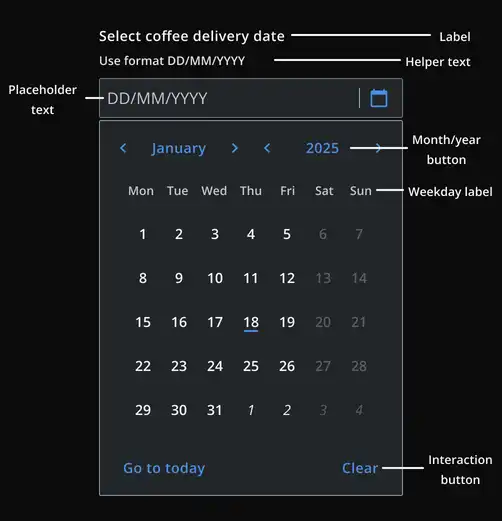 Select coffee delivery date
Label
Use format DD/MM/YYYY
Helper text
Placeholder
text
DD/MM/YYYY
January
2025
Month/year
button
Mon Tue Wed Thu Fri Sat Sun
Weekday label
1 2 3 4 5 6 7
8 9 10 11 12 13 14
15 16 17 18 19 20 21
22 23 24 25 26 27 28
29 30 31 1 2 3 4
Go to today
Clear
Interaction
button